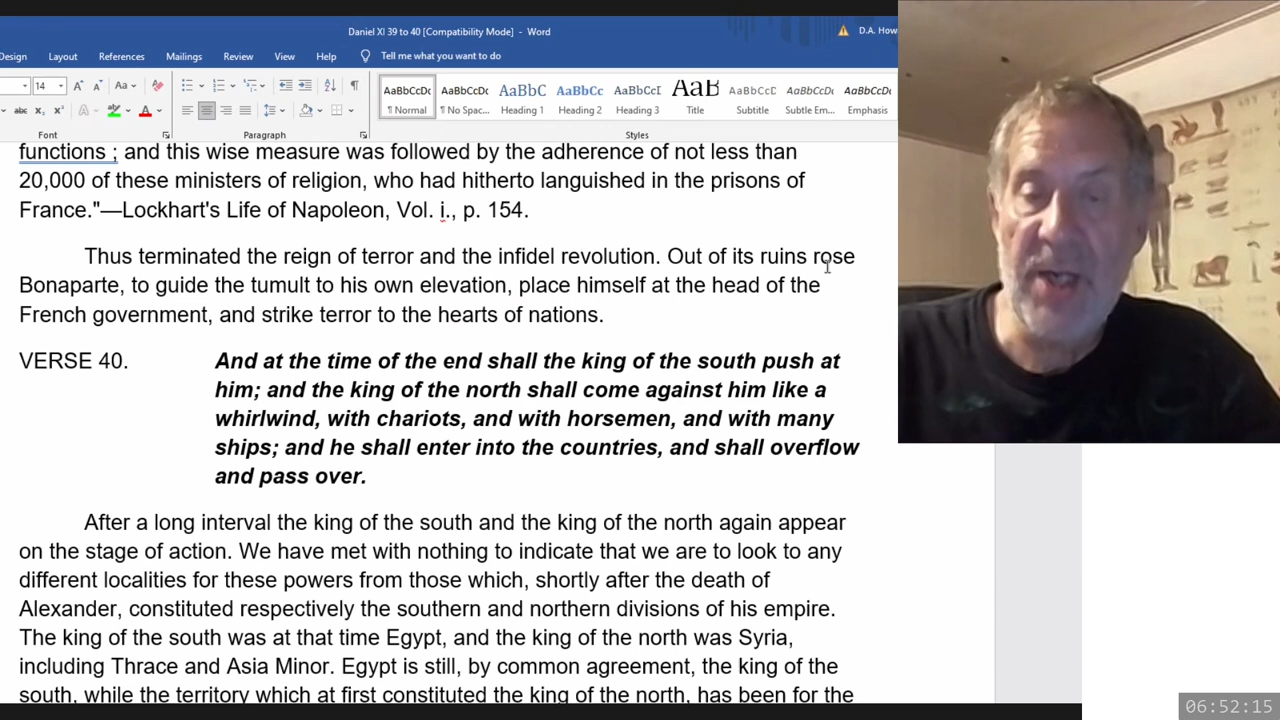 Daniel XI 39 to 40 [Compatibility Mode] - Word
D.A. How
Design Layout References Mailings Review View Help Tell me what you want to do
14 Aa
AaBbCcDc AaBbCcDc AaBbC AaBbCc AaBbCcI AaB AaBbCcD AaBbCcDt AaBbCcDt
abc x₂ x² A A
¶ Normal ¶ No Spac... Heading 1 Heading 2 Heading 3 Title Subtitle Subtle Em... Emphasis
Font Paragraph Styles
functions ; and this wise measure was followed by the adherence of not less than
20,000 of these ministers of religion, who had hitherto languished in the prisons of
France."—Lockhart's Life of Napoleon, Vol. i., p. 154.
Thus terminated the reign of terror and the infidel revolution. Out of its ruins rose
Bonaparte, to guide the tumult to his own elevation, place himself at the head of the
French government, and strike terror to the hearts of nations.
VERSE 40. And at the time of the end shall the king of the south push at
him; and the king of the north shall come against him like a
whirlwind, with chariots, and with horsemen, and with many
ships; and he shall enter into the countries, and shall overflow
and pass over.
After a long interval the king of the south and the king of the north again appear
on the stage of action. We have met with nothing to indicate that we are to look to any
different localities for these powers from those which, shortly after the death of
Alexander, constituted respectively the southern and northern divisions of his empire.
The king of the south was at that time Egypt, and the king of the north was Syria,
including Thrace and Asia Minor. Egypt is still, by common agreement, the king of the
south, while the territory which at first constituted the king of the north, has been for the
06:52:15